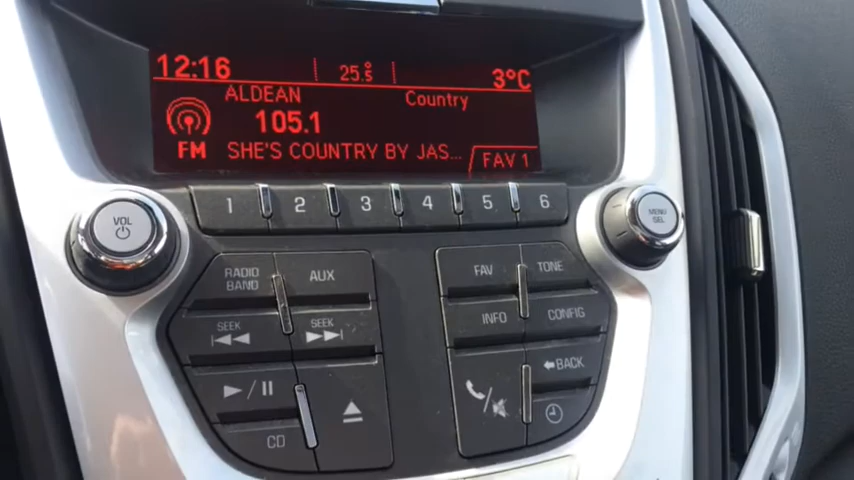 12:16 25.5° 3°C
ALDEAN Country
105.1
FM SHE'S COUNTRY BY JAS... FAV 1
1 2 3 4 5 6
VOL
MENU
SEL
RADIO
BAND
AUX
FAV
TONE
SEEK
SEEK
INFO
CONFIG
BACK
CD